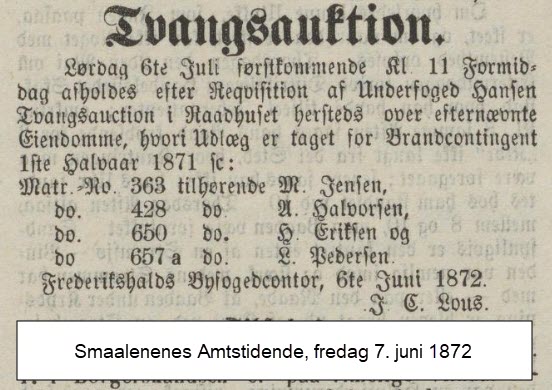 Tvangsauktion.
Lørdag 6te Juli førstkommende Kl. 11 Formid-
dag afholdes efter Reqvisition af Underfoged Hansen
Tvangsauction i Raadhuset hersteds over efternævnte
Eiendomme, hvori Udlæg er taget for Brandcontingent
1ste Halvaar 1871 sc:
Matr.-No. 363 tilhørende M. Jensen,
do. 428 do. A. Halvorsen,
do. 650 do. H. Eriksen og
do 657a do. L. Pedersen.
Frederikshalds Byfogedcontor, 6te Juni 1872.
J. C. Lous.
Smaalenenes Amtstidende, fredag 7. juni 1872